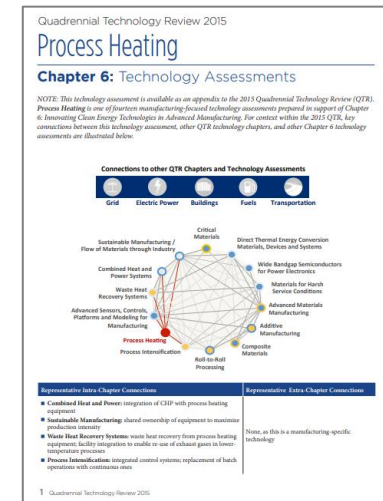 Quadrennial Technology Review 2015
Process Heating
Chapter 6: Technology Assessments
NOTE: This technology assessment is available as an appendix to the 2015 Quadrennial Technology Review (QTR).
Process Heating is one of fourteen manufacturing-focused technology assessments prepared in support of Chapter
6: Innovating Clean Energy Technologies in Advanced Manufacturing. For context within the 2015 QTR, key
connections between this technology assessment, other QTR technology chapters, and other Chapter 6 technology
assessments are illustrated below.
Connections to other QTR Chapters and Technology Assessments
Grid Electric Power Buildings Fuels Transportation
Critical
Materials
Sustainable Manufacturing /
Flow of Materials through Industry
Direct Thermal Energy Conversion
Materials, Devices and Systems
Combined Heat and
Power Systems
Wide Bandgap Semiconductors
for Power Electronics
Waste Heat
Recovery Systems
Materials for Harsh
Service Conditions
Advanced Sensors, Controls,
Platforms and Modeling for
Manufacturing
Advanced Materials
Manufacturing
Process Heating
Additive
Manufacturing
Process Intensification
Composite
Materials
Roll-to-Roll
Processing
Representative Intra-Chapter Connections
Representative Extra-Chapter Connections
■ Combined Heat and Power: integration of CHP with process heating
equipment
■ Sustainable Manufacturing: shared ownership of equipment to maximize
production intensity
■ Waste Heat Recovery Systems: waste heat recovery from process heating
equipment; facility integration to enable re-use of exhaust gases in lower-
temperature processes
■ Process Intensification: integrated control systems; replacement of batch
operations with continuous ones
None, as this is a manufacturing-specific
technology
1 Quadrennial Technology Review 2015